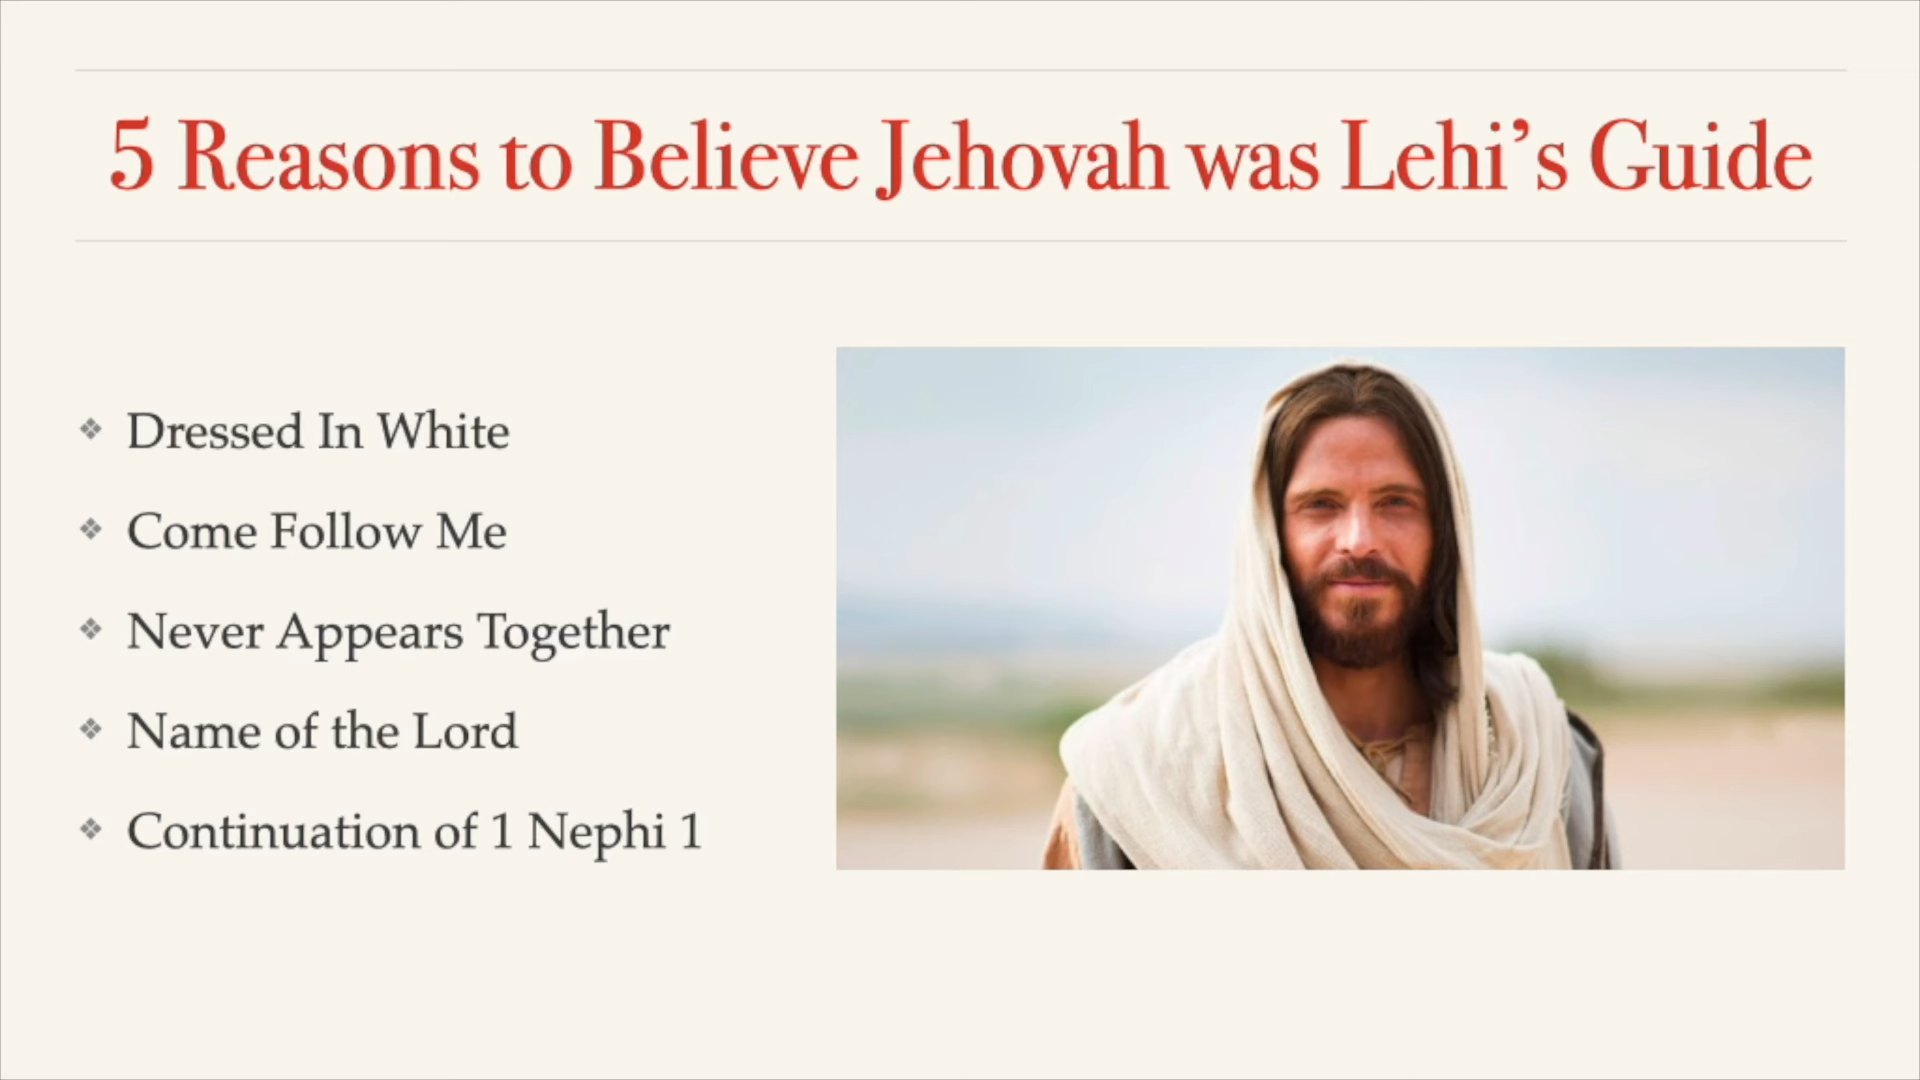 5 Reasons to Believe Jehovah was Lehi’s Guide
Dressed In White
Come Follow Me
Never Appears Together
Name of the Lord
Continuation of 1 Nephi 1